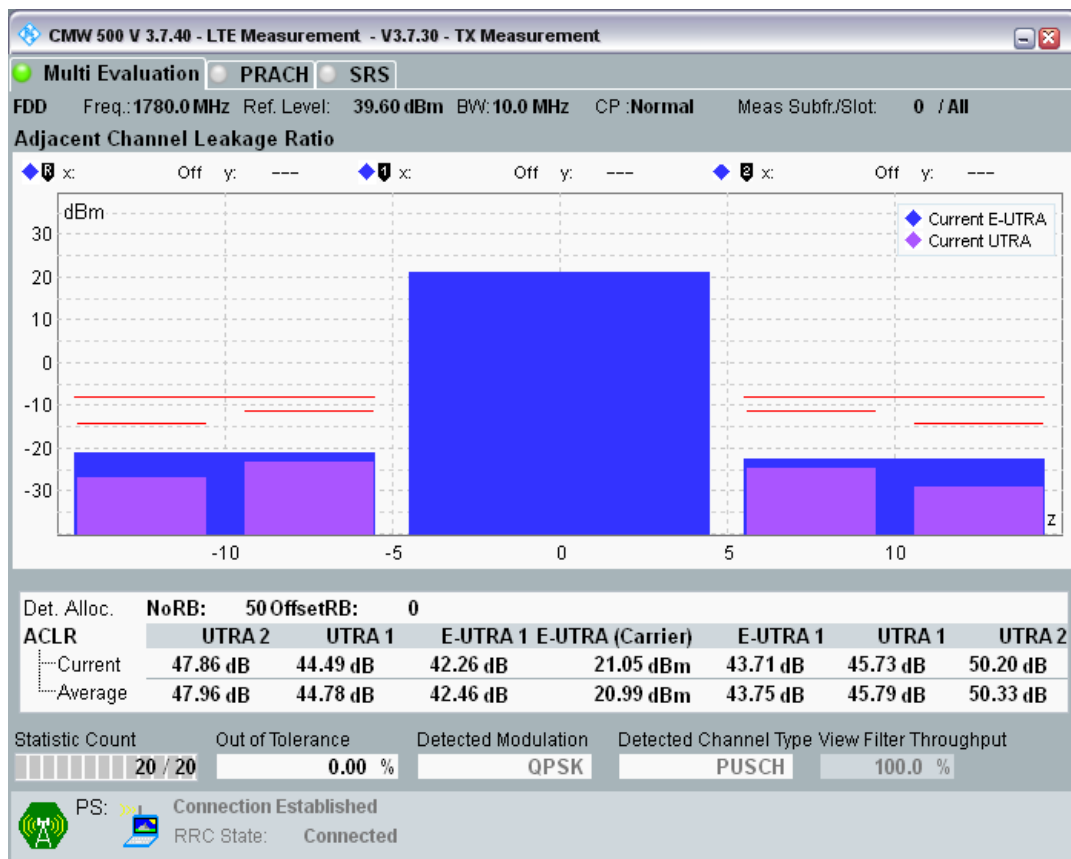 CMW 500 V 3.7.40 - LTE Measurement - V3.7.30 - TX Measurement
Multi Evaluation PRACH SRS
FDD Freq.: 1780.0 MHz Ref. Level: 39.60 dBm BW: 10.0 MHz CP :Normal Meas Subfr./Slot: 0 / All
Adjacent Channel Leakage Ratio
R x: Off y: --- 1 x: Off y: --- 2 x: Off y: ---
dBm
Current E-UTRA
Current UTRA
30
20
10
0
-10
-20
-30
z
-10 -5 0 5 10
Det. Alloc. NoRB: 50 OffsetRB: 0
ACLR UTRA 2 UTRA 1 E-UTRA 1 E-UTRA (Carrier) E-UTRA 1 UTRA 1 UTRA 2
Current 47.86 dB 44.49 dB 42.26 dB 21.05 dBm 43.71 dB 45.73 dB 50.20 dB
Average 47.96 dB 44.78 dB 42.46 dB 20.99 dBm 43.75 dB 45.79 dB 50.33 dB
Statistic Count Out of Tolerance Detected Modulation Detected Channel Type View Filter Throughput
20 / 20 0.00 % QPSK PUSCH 100.0 %
PS: Connection Established
RRC State: Connected